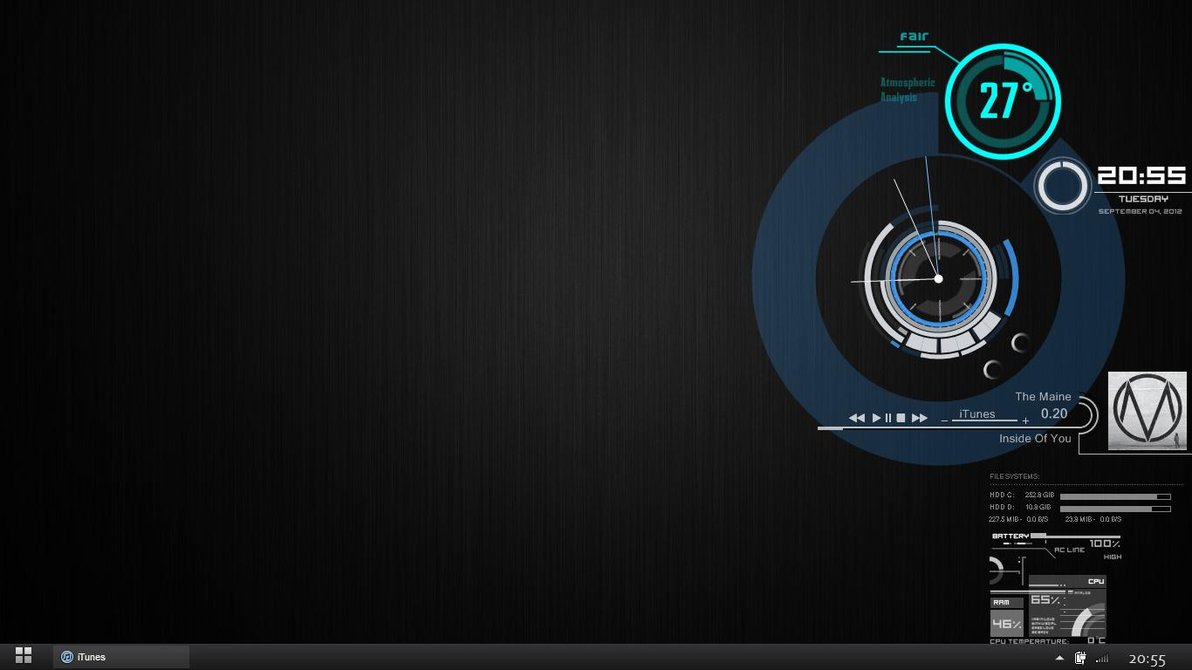 Fair
27°
Atmospheric
Analysis
20:55
TUESDAY
SEPTEMBER 04, 2012
The Maine
iTunes
0.20
Inside Of You
FILE SYSTEMS:
HDD C: 252.8 GIB
HDD D: 10.8 GIB
227.5 MIB - 0.0 B/S 23.8 MIB - 0.0 B/S
BATTERY
100%
AC LINE
HIGH
CPU
65%
RAM
46%
CPU TEMPERATURE: 0°C
iTunes
20:55